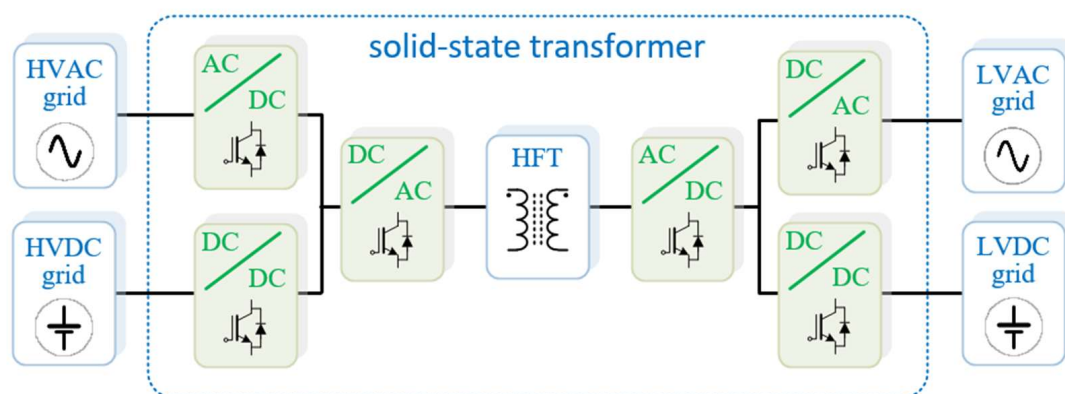 solid-state transformer
HVAC
grid
AC
DC
HVDC
grid
DC
DC
DC
AC
HFT
AC
DC
DC
AC
DC
DC
LVAC
grid
LVDC
grid